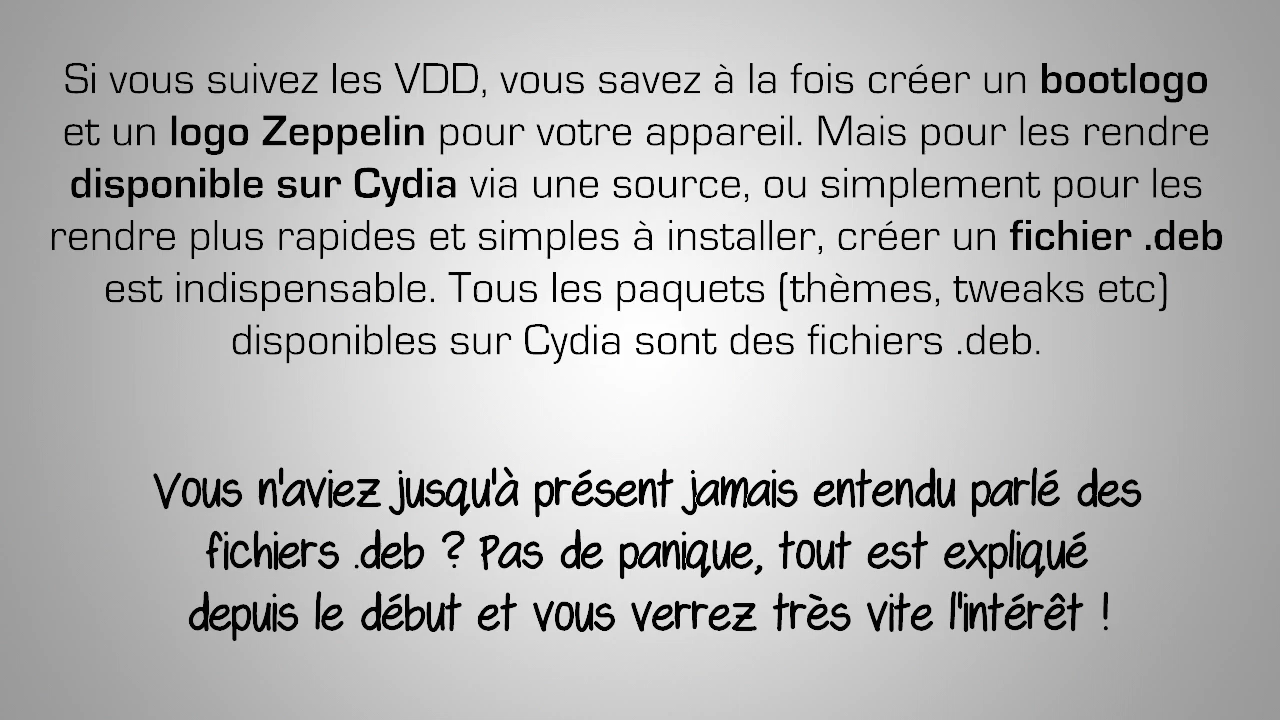 Si vous suivez les VDD, vous savez à la fois créer un bootlogo
et un logo Zeppelin pour votre appareil. Mais pour les rendre
disponible sur Cydia via une source, ou simplement pour les
rendre plus rapides et simples à installer, créer un fichier .deb
est indispensable. Tous les paquets (thèmes, tweaks etc)
disponibles sur Cydia sont des fichiers .deb.
Vous n'aviez jusqu'à présent jamais entendu parlé des
fichiers .deb ? Pas de panique, tout est expliqué
depuis le début et vous verrez très vite l'intérêt !